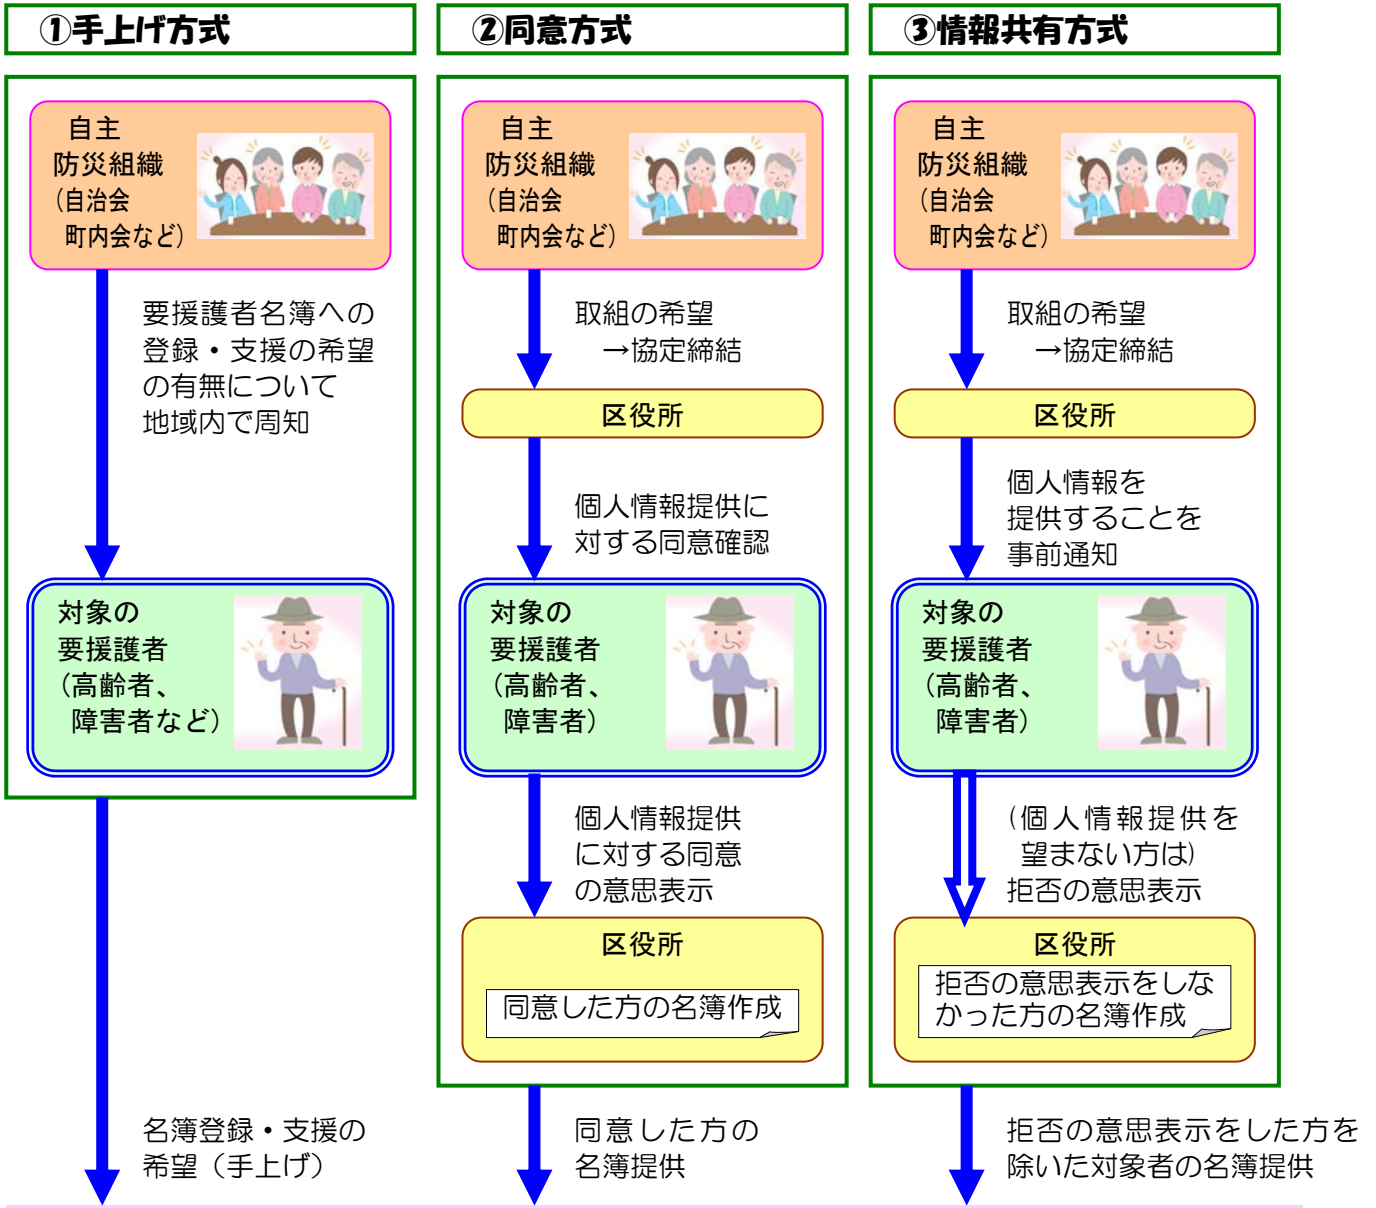 ①手上げ方式
自主
防災組織
(自治会
町内会など)
要援護者名簿への
登録・支援の希望
の有無について
地域内で周知
対象の
要援護者
(高齢者、
障害者など)
名簿登録・支援の
希望（手上げ）
②同意方式
自主
防災組織
(自治会
町内会など)
取組の希望
→協定締結
区役所
個人情報提供に
対する同意確認
対象の
要援護者
(高齢者、
障害者)
個人情報提供
に対する同意
の意思表示
区役所
同意した方の名簿作成
同意した方の
名簿提供
③情報共有方式
自主
防災組織
(自治会
町内会など)
取組の希望
→協定締結
区役所
個人情報を
提供することを
事前通知
対象の
要援護者
(高齢者、
障害者)
(個人情報提供を
望まない方は)
拒否の意思表示
区役所
拒否の意思表示をしな
かった方の名簿作成
拒否の意思表示をした方を
除いた対象者の名簿提供